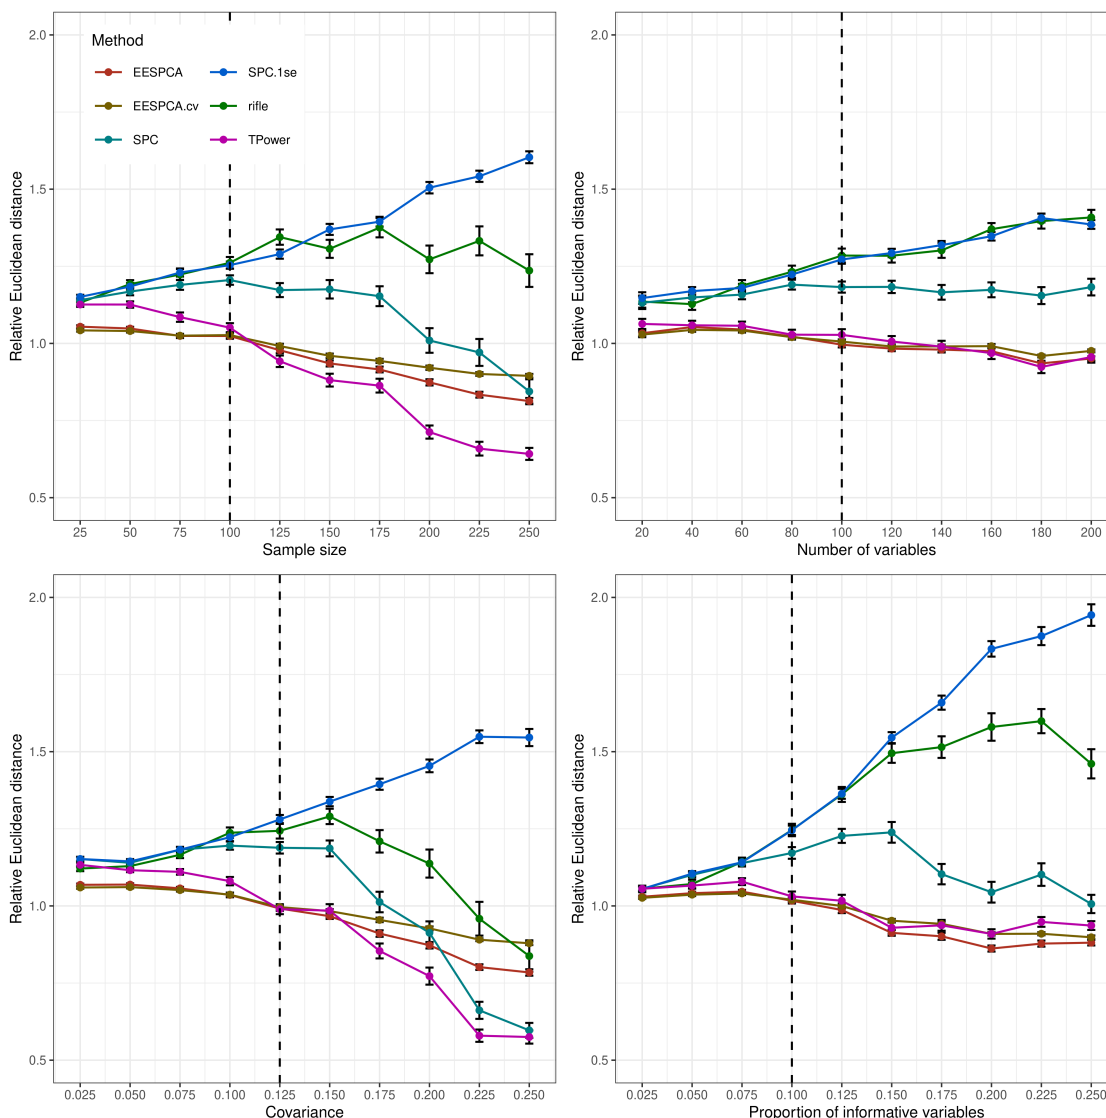 Method
EESPCA
SPC.1se
EESPCA.cv
rifle
SPC
TPower
Relative Euclidean distance
2.0
1.5
1.0
0.5
25 50 75 100 125 150 175 200 225 250
Sample size
Relative Euclidean distance
2.0
1.5
1.0
0.5
20 40 60 80 100 120 140 160 180 200
Number of variables
Relative Euclidean distance
2.0
1.5
1.0
0.5
0.025 0.050 0.075 0.100 0.125 0.150 0.175 0.200 0.225 0.250
Covariance
Relative Euclidean distance
2.0
1.5
1.0
0.5
0.025 0.050 0.075 0.100 0.125 0.150 0.175 0.200 0.225 0.250
Proportion of informative variables